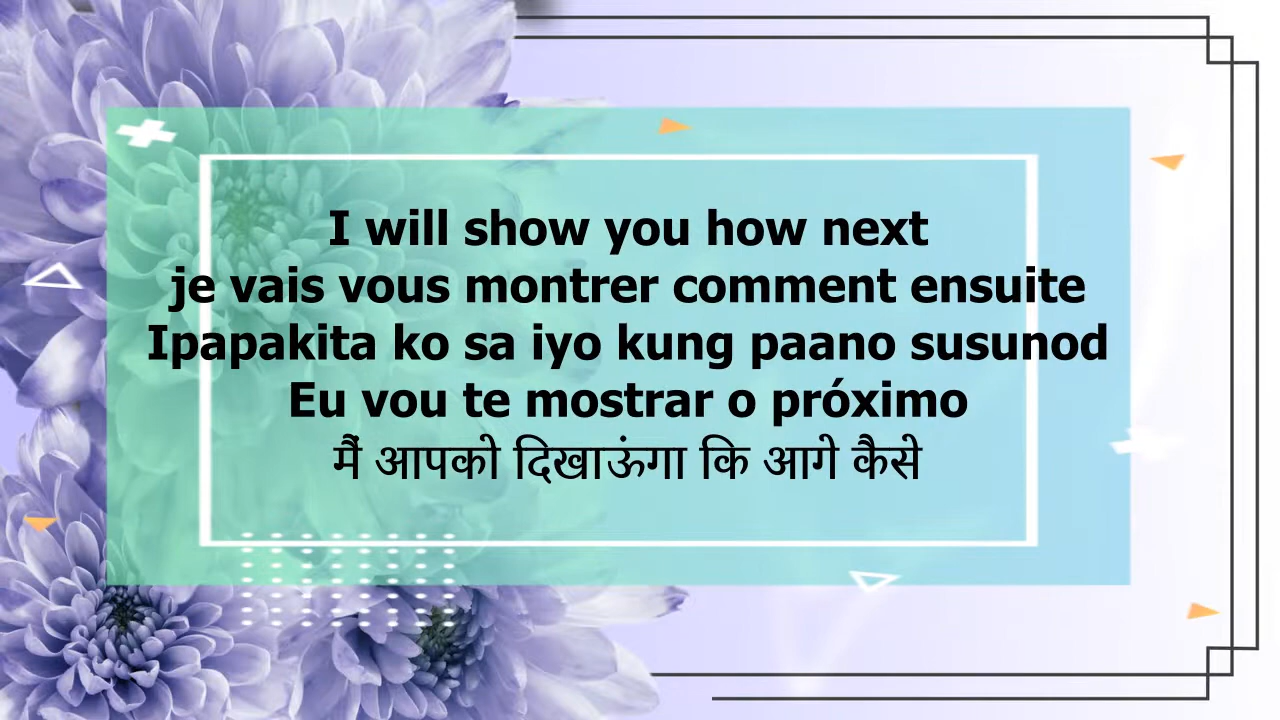 I will show you how next
je vais vous montrer comment ensuite
Ipapakita ko sa iyo kung paano susunod
Eu vou te mostrar o próximo
मैं आपको दिखाऊंगा कि आगे कैसे